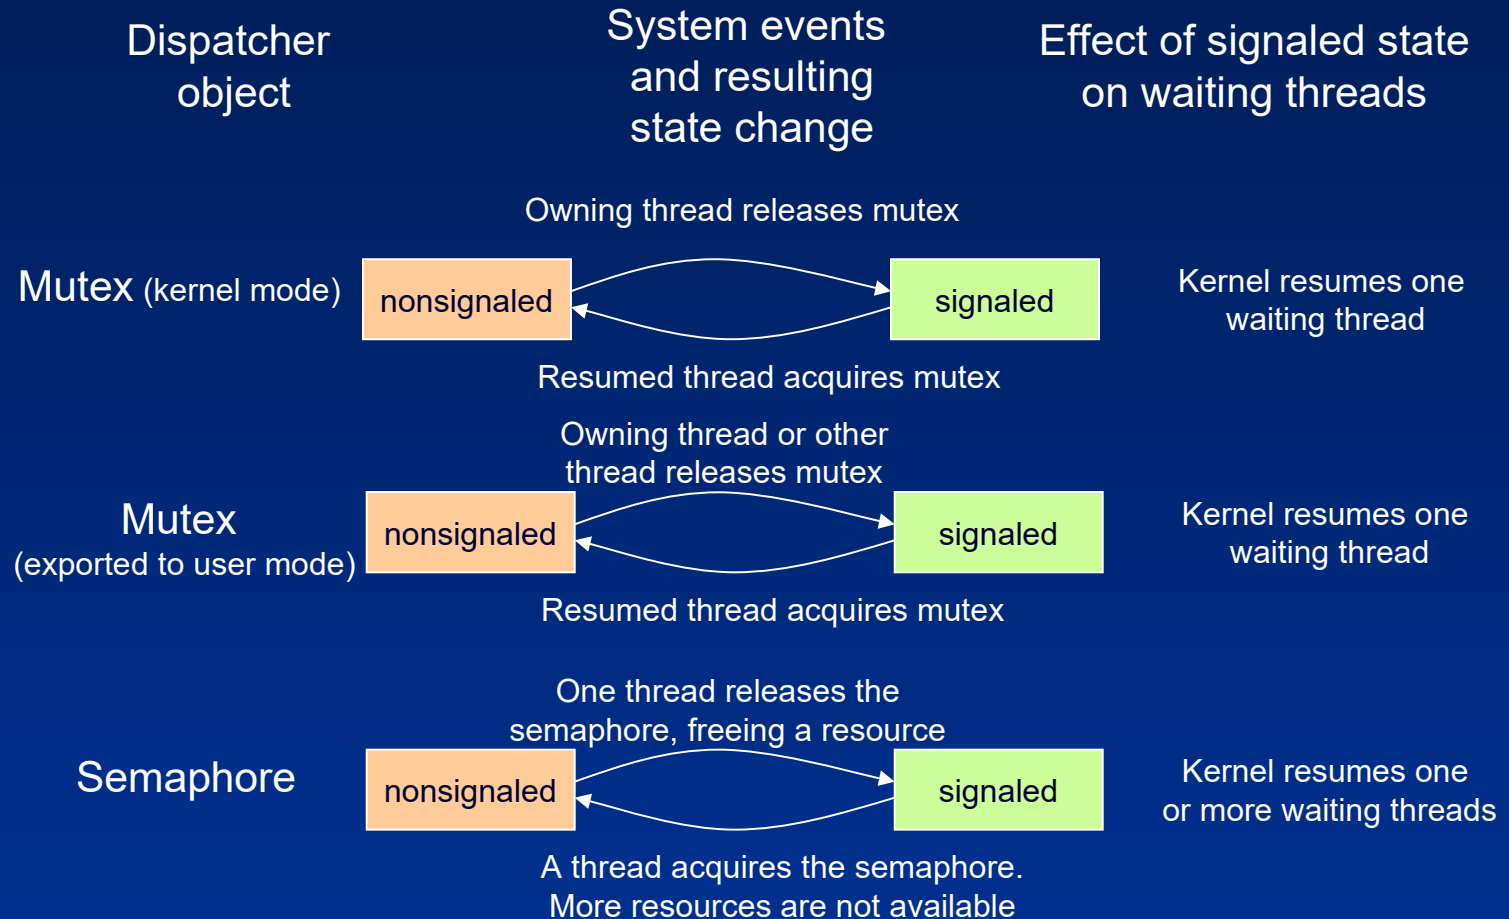 Dispatcher
object
System events
and resulting
state change
Effect of signaled state
on waiting threads
Owning thread releases mutex
Mutex (kernel mode)
nonsignaled
signaled
Kernel resumes one
waiting thread
Resumed thread acquires mutex
Owning thread or other
thread releases mutex
Mutex
(exported to user mode)
nonsignaled
signaled
Kernel resumes one
waiting thread
Resumed thread acquires mutex
One thread releases the
semaphore, freeing a resource
Semaphore
nonsignaled
signaled
Kernel resumes one
or more waiting threads
A thread acquires the semaphore.
More resources are not available